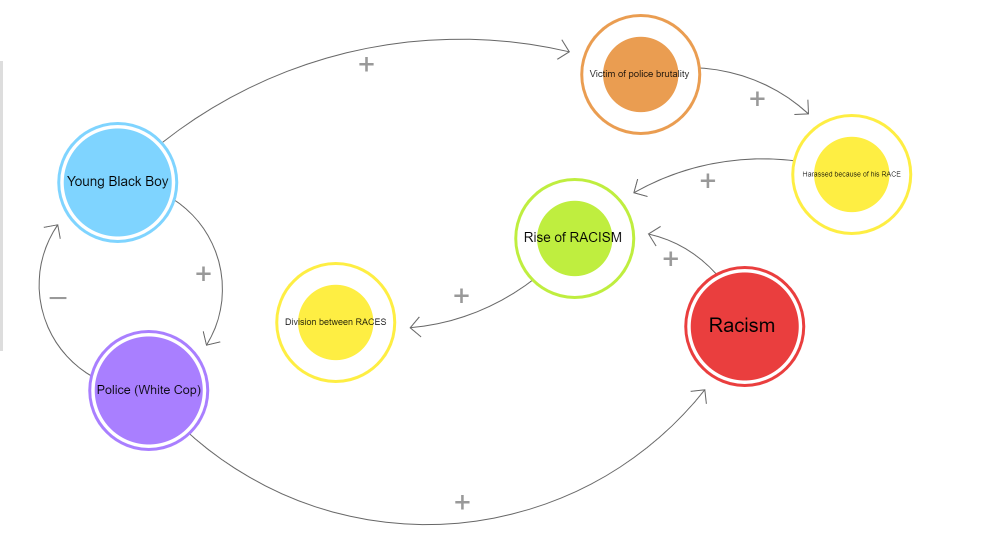 Victim of police brutality
+
+
Harassed because of his RACE
Young Black Boy
+
Rise of RACISM
+
+
–
+
Division between RACES
Racism
Police (White Cop)
+